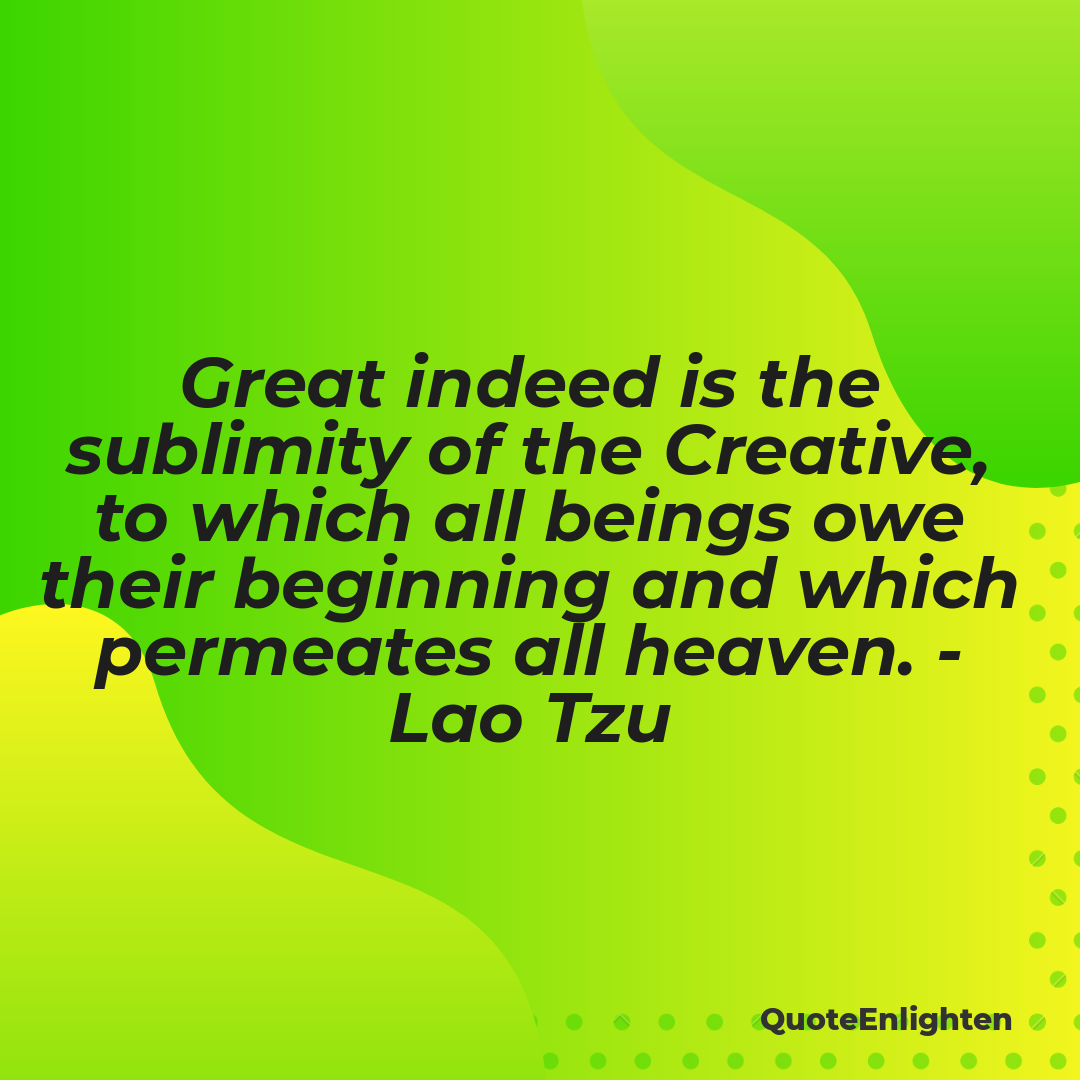 Great indeed is the
sublimity of the Creative,
to which all beings owe
their beginning and which
permeates all heaven. -
Lao Tzu
QuoteEnlighten